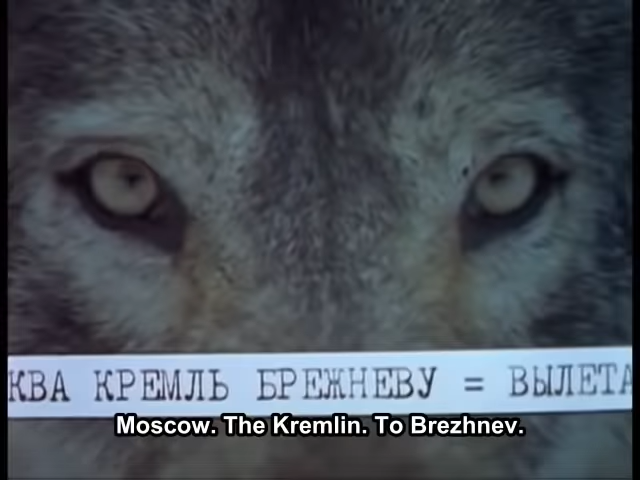 КВА КРЕМЛЬ БРЕЖНЕВУ = ВЫЛЕТА
Moscow. The Kremlin. To Brezhnev.